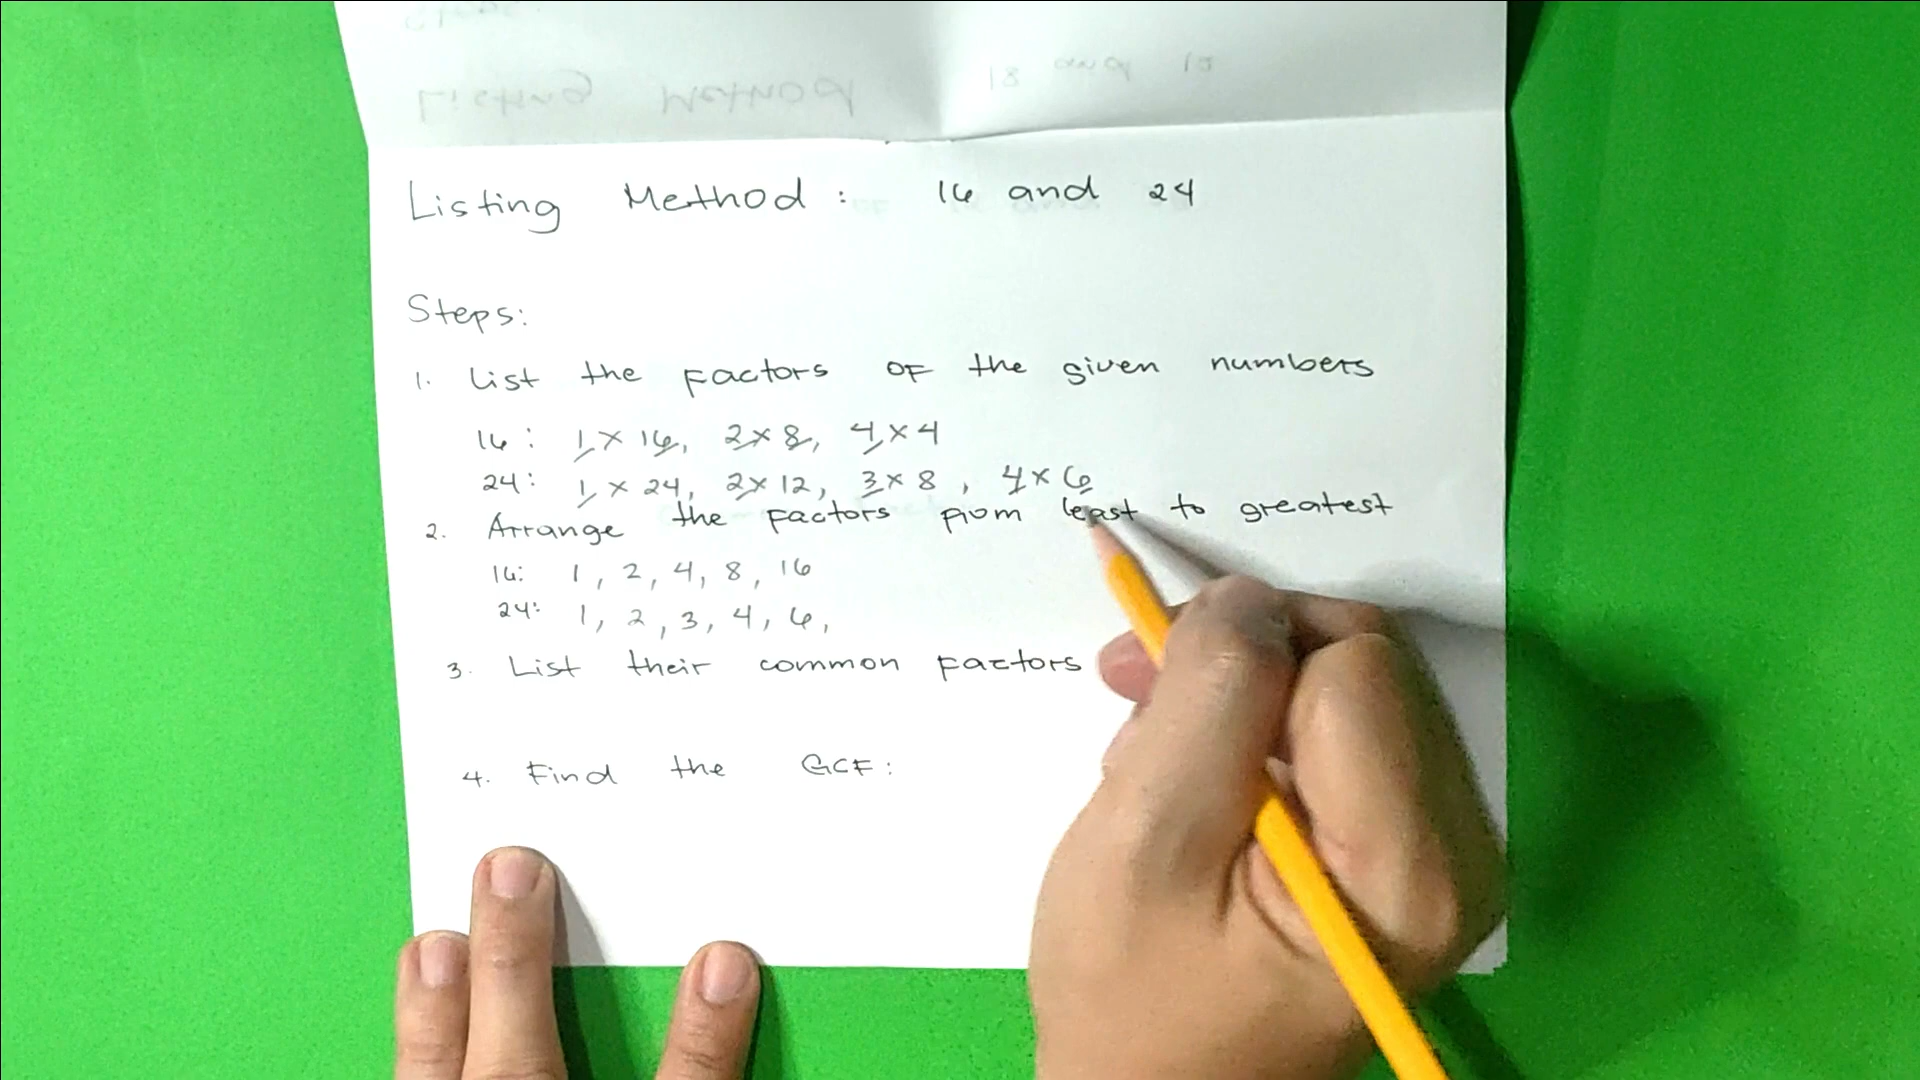 Listing Method : 16 and 24
Steps:
1. List the factors of the given numbers
16 : 1 x 16, 2 x 8, 4 x 4
24: 1 x 24, 2 x 12, 3 x 8 , 4 x 6
2. Arrange the factors from least to greatest
16: 1, 2, 4, 8, 16
24: 1, 2, 3, 4, 6,
3. List their common factors
4. Find the GCF: